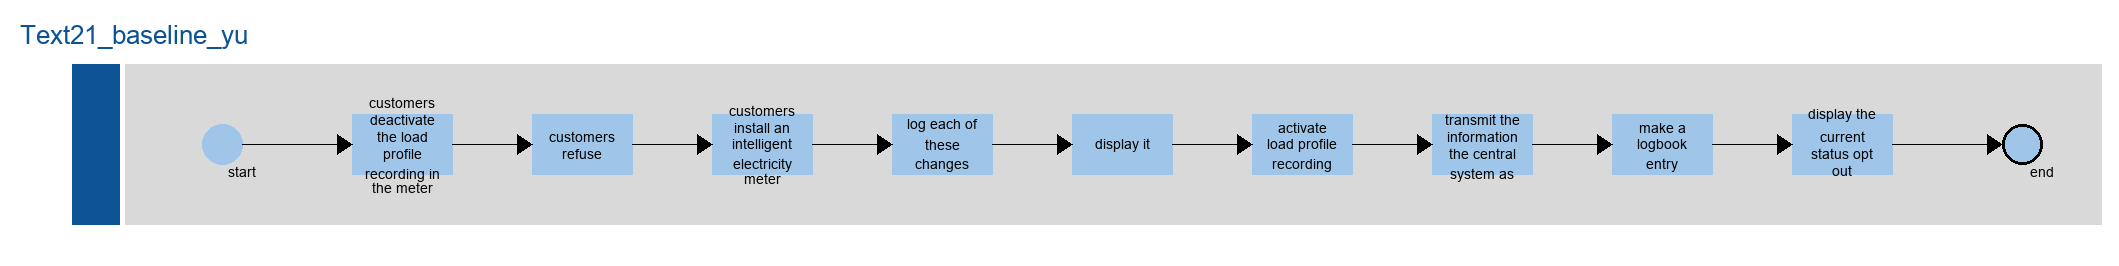 Text21_baseline_yu
start
customers
deactivate
the load
profile
recording in
the meter
customers
refuse
customers
install an
intelligent
electricity
meter
log each of
these
changes
display it
activate
load profile
recording
transmit the
information
the central
system as
make a
logbook
entry
display the
current
status opt
out
end